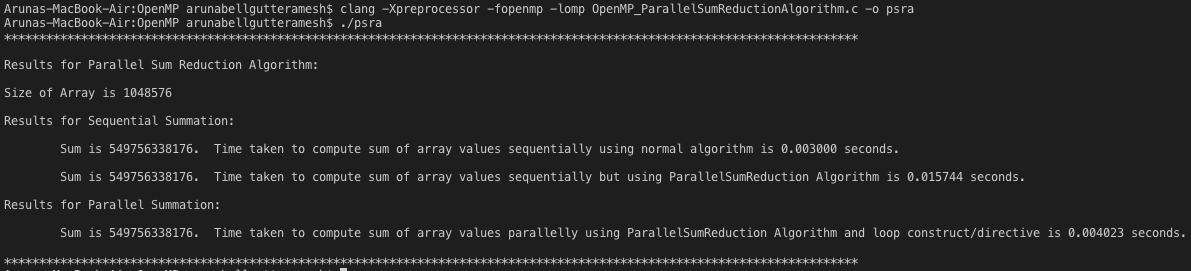 Arunas-MacBook-Air:OpenMP arunabellgutteramesh$ clang -Xpreprocessor -fopenmp -lomp OpenMP_ParallelSumReductionAlgorithm.c -o psra
Arunas-MacBook-Air:OpenMP arunabellgutteramesh$ ./psra
**************************************************************************************************************************
Results for Parallel Sum Reduction Algorithm:
Size of Array is 1048576
Results for Sequential Summation:
Sum is 549756338176.  Time taken to compute sum of array values sequentially using normal algorithm is 0.003000 seconds.
Sum is 549756338176.  Time taken to compute sum of array values sequentially but using ParallelSumReduction Algorithm is 0.015744 seconds.
Results for Parallel Summation:
Sum is 549756338176.  Time taken to compute sum of array values parallelly using ParallelSumReduction Algorithm and loop construct/directive is 0.004023 seconds.
**************************************************************************************************************************